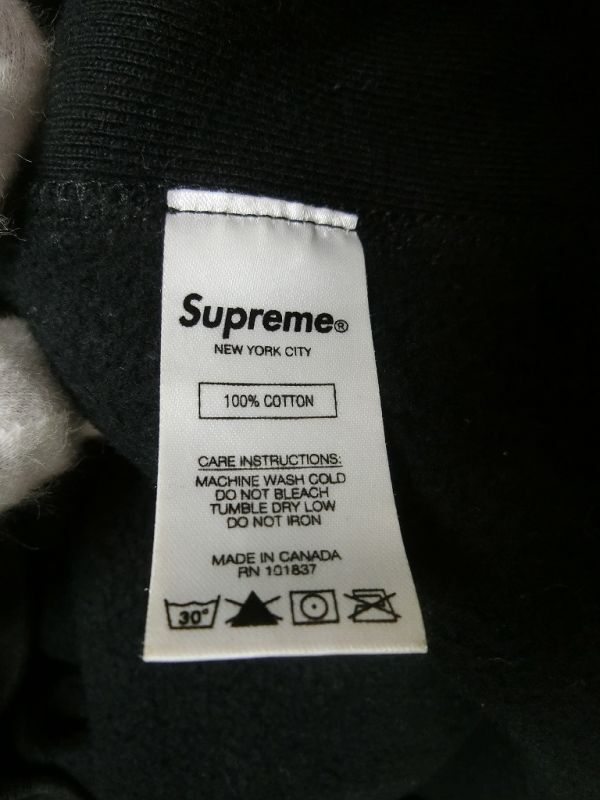 Supreme®
NEW YORK CITY
100% COTTON
CARE INSTRUCTIONS:
MACHINE WASH COLD
DO NOT BLEACH
TUMBLE DRY LOW
DO NOT IRON
MADE IN CANADA
RN 101837
30°